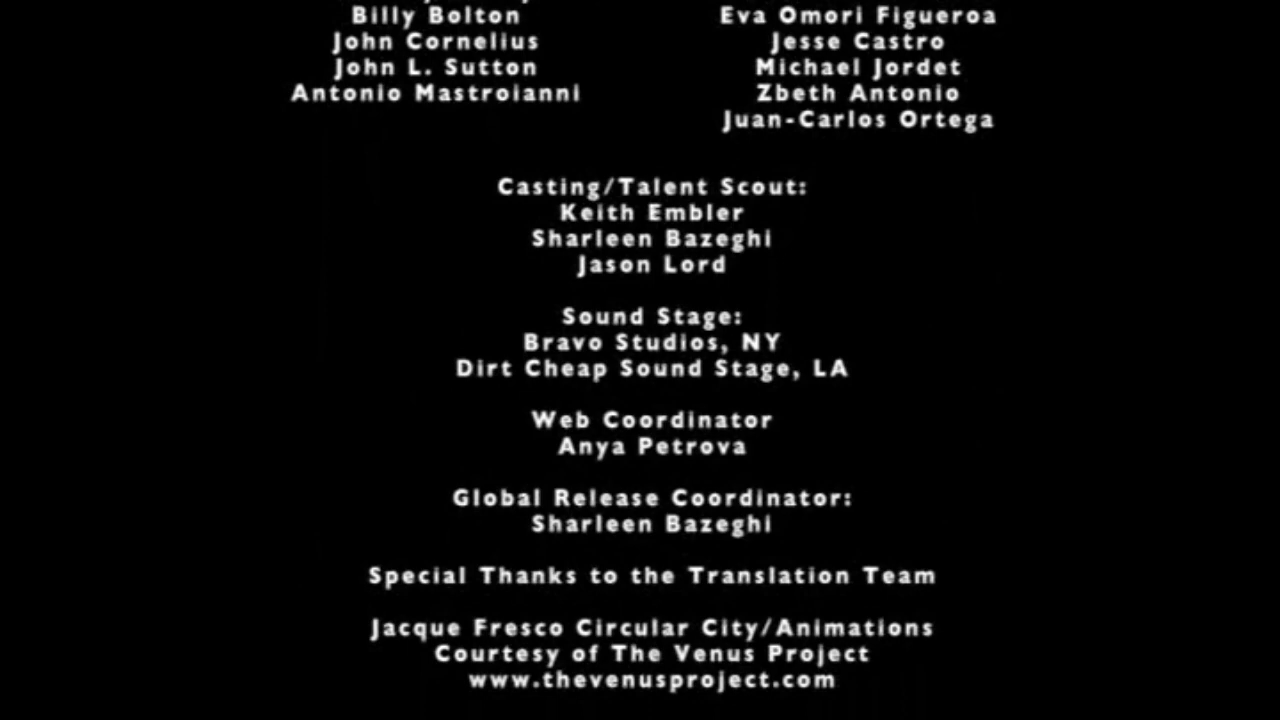 Billy Bolton
John Cornelius
John L. Sutton
Antonio Mastroianni
Eva Omori Figueroa
Jesse Castro
Michael Jordet
Zbeth Antonio
Juan-Carlos Ortega
Casting/Talent Scout:
Keith Embler
Sharleen Bazeghi
Jason Lord
Sound Stage:
Bravo Studios, NY
Dirt Cheap Sound Stage, LA
Web Coordinator
Anya Petrova
Global Release Coordinator:
Sharleen Bazeghi
Special Thanks to the Translation Team
Jacque Fresco Circular City/Animations
Courtesy of The Venus Project
www.thevenusproject.com